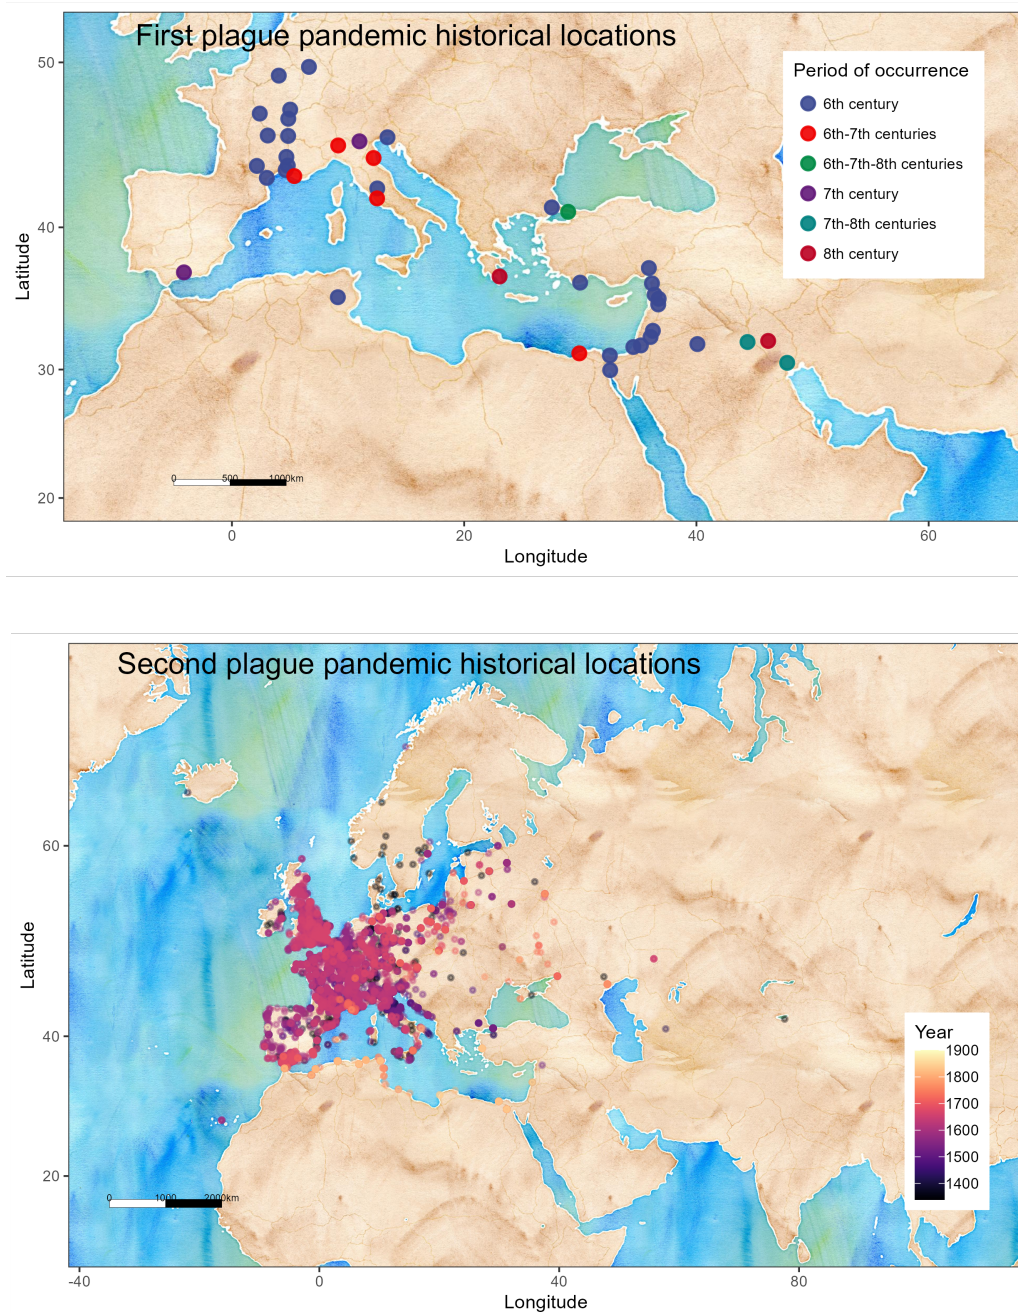 First plague pandemic historical locations
Period of occurrence
6th century
6th-7th centuries
6th-7th-8th centuries
7th century
7th-8th centuries
8th century
50
40
30
20
Latitude
0 500 1000km
0 20 40 60
Longitude
Second plague pandemic historical locations
60
40
20
Latitude
Year
1900
1800
1700
1600
1500
1400
0 1000 2000km
-40 0 40 80
Longitude